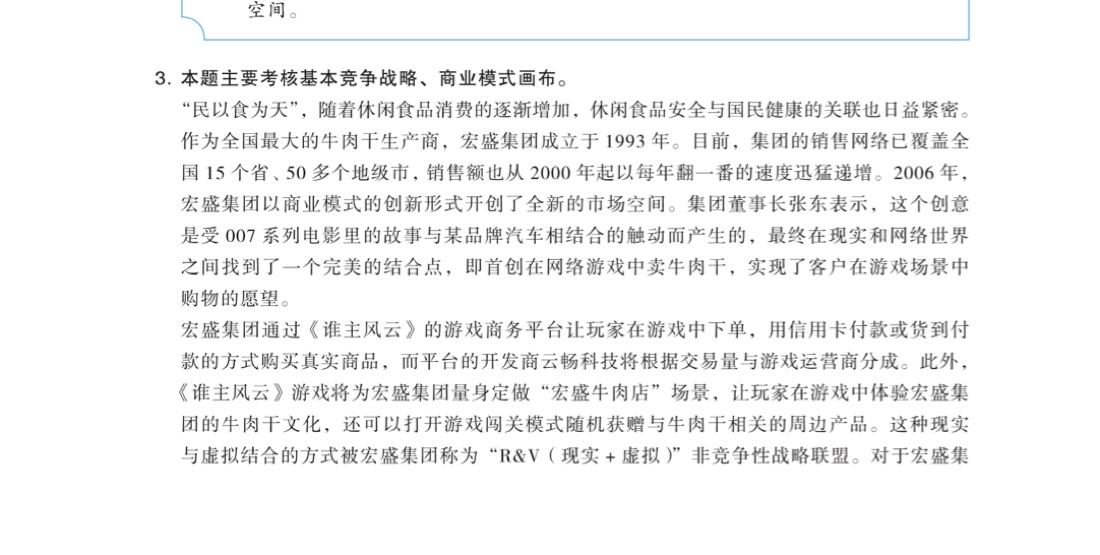 空间。
3. 本题主要考核基本竞争战略、商业模式画布。
“民以食为天”，随着休闲食品消费的逐渐增加，休闲食品安全与国民健康的关联也日益紧密。
作为全国最大的牛肉干生产商，宏盛集团成立于 1993 年。目前，集团的销售网络已覆盖全
国 15 个省、50 多个地级市，销售额也从 2000 年起以每年翻一番的速度迅猛递增。2006 年，
宏盛集团以商业模式的创新形式开创了全新的市场空间。集团董事长张东表示，这个创意
是受 007 系列电影里的故事与某品牌汽车相结合的触动而产生的，最终在现实和网络世界
之间找到了一个完美的结合点，即首创在网络游戏中卖牛肉干，实现了客户在游戏场景中
购物的愿望。
宏盛集团通过《谁主风云》的游戏商务平台让玩家在游戏中下单，用信用卡付款或货到付
款的方式购买真实商品，而平台的开发商云畅科技将根据交易量与游戏运营商分成。此外，
《谁主风云》游戏将为宏盛集团量身定做“宏盛牛肉店”场景，让玩家在游戏中体验宏盛集
团的牛肉干文化，还可以打开游戏闯关模式随机获赠与牛肉干相关的周边产品。这种现实
与虚拟结合的方式被宏盛集团称为“R&V（现实 + 虚拟）”非竞争性战略联盟。对于宏盛集